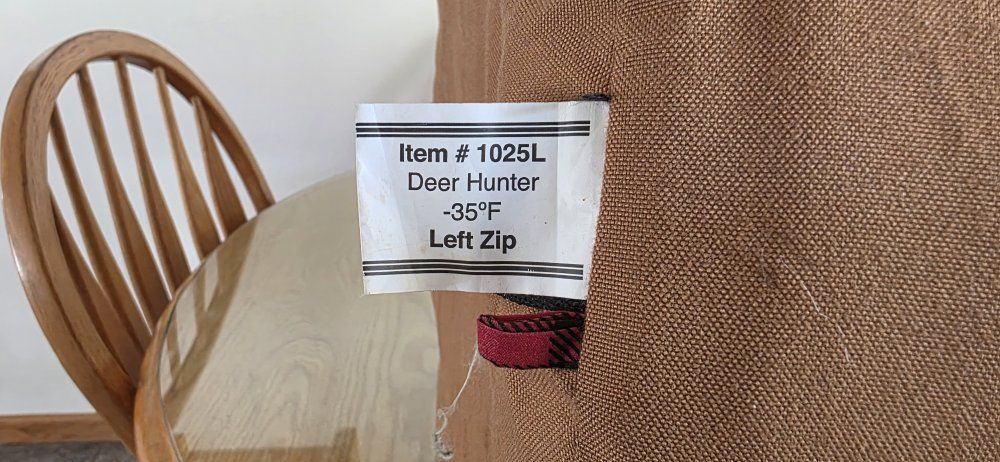 Item # 1025L
Deer Hunter
-35ºF
Left Zip